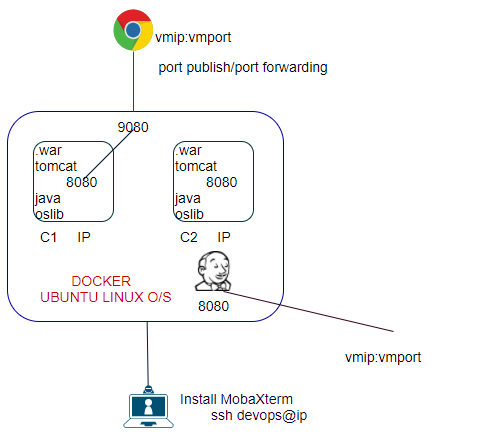 vmip:vmport
port publish/port forwarding
9080
.war
tomcat
8080
java
oslib
C1 IP
.war
tomcat
8080
java
oslib
C2 IP
DOCKER
UBUNTU LINUX O/S
8080
vmip:vmport
Install MobaXterm
ssh devops@ip